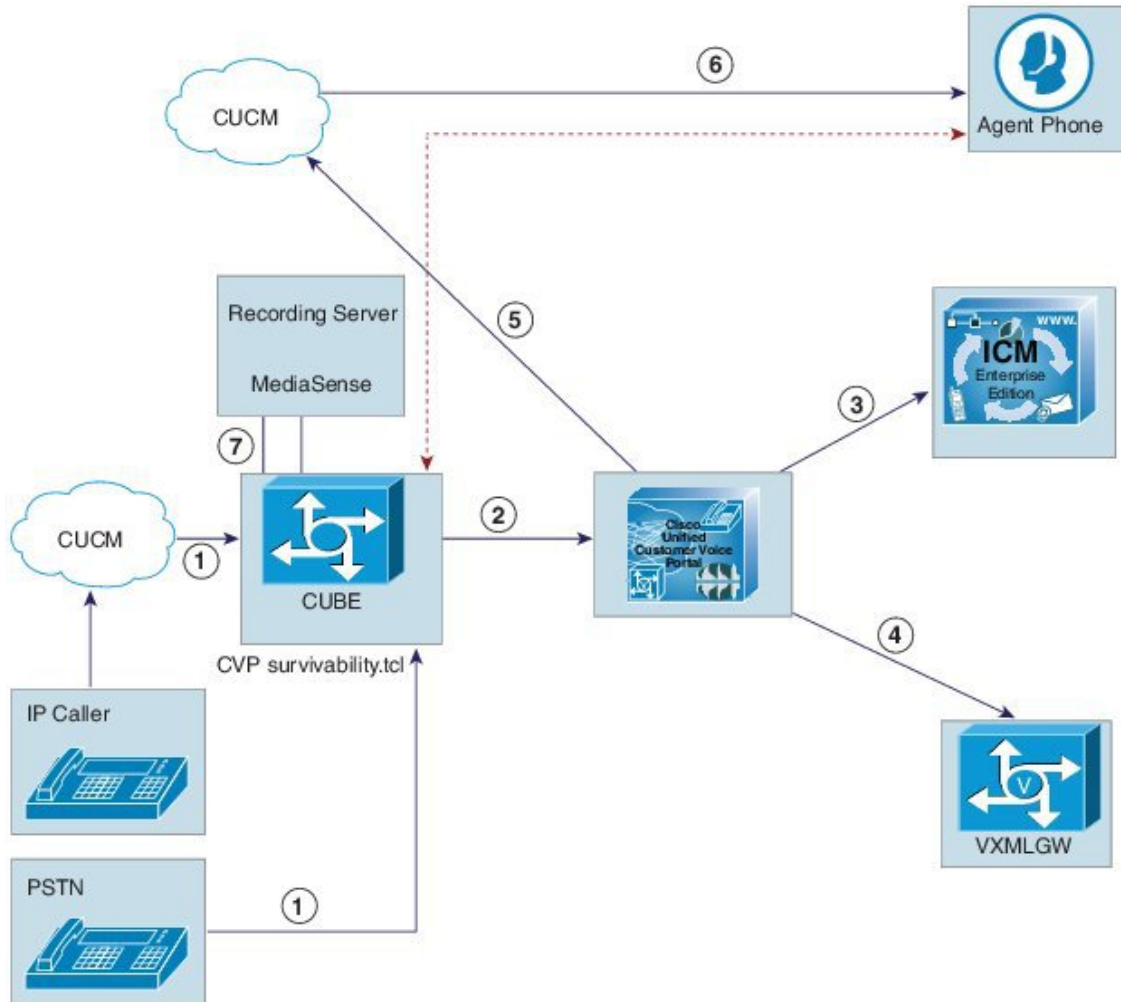 6
Agent Phone
CUCM
Recording Server
MediaSense
5
www.
ICM
Enterprise
Edition
3
7
CUCM
1
CUBE
2
Cisco
Unified
Customer Voice
Portal
CVP survivability.tcl
4
IP Caller
V
VXMLGW
PSTN
1